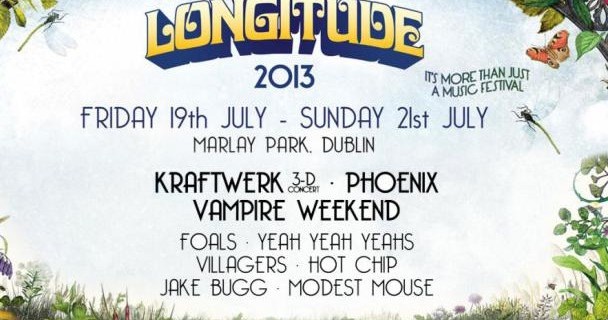 LONGITUDE
2013
IT'S MORE THAN JUST
A MUSIC FESTIVAL
FRIDAY 19th JULY - SUNDAY 21st JULY
MARLAY PARK, DUBLIN
KRAFTWERK 3-D CONCERT · PHOENIX
VAMPIRE WEEKEND
FOALS · YEAH YEAH YEAHS
VILLAGERS · HOT CHIP
JAKE BUGG · MODEST MOUSE